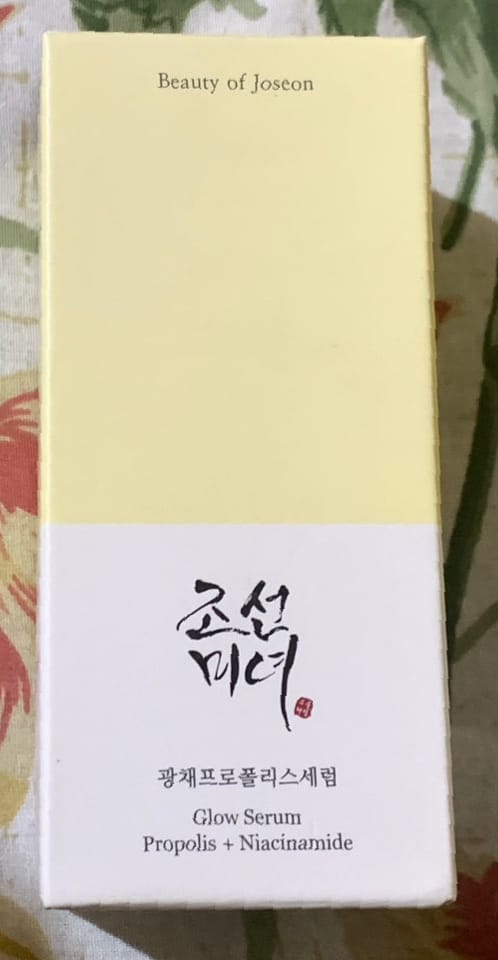 Beauty of Joseon
조선
미녀
광채프로폴리스세럼
Glow Serum
Propolis + Niacinamide